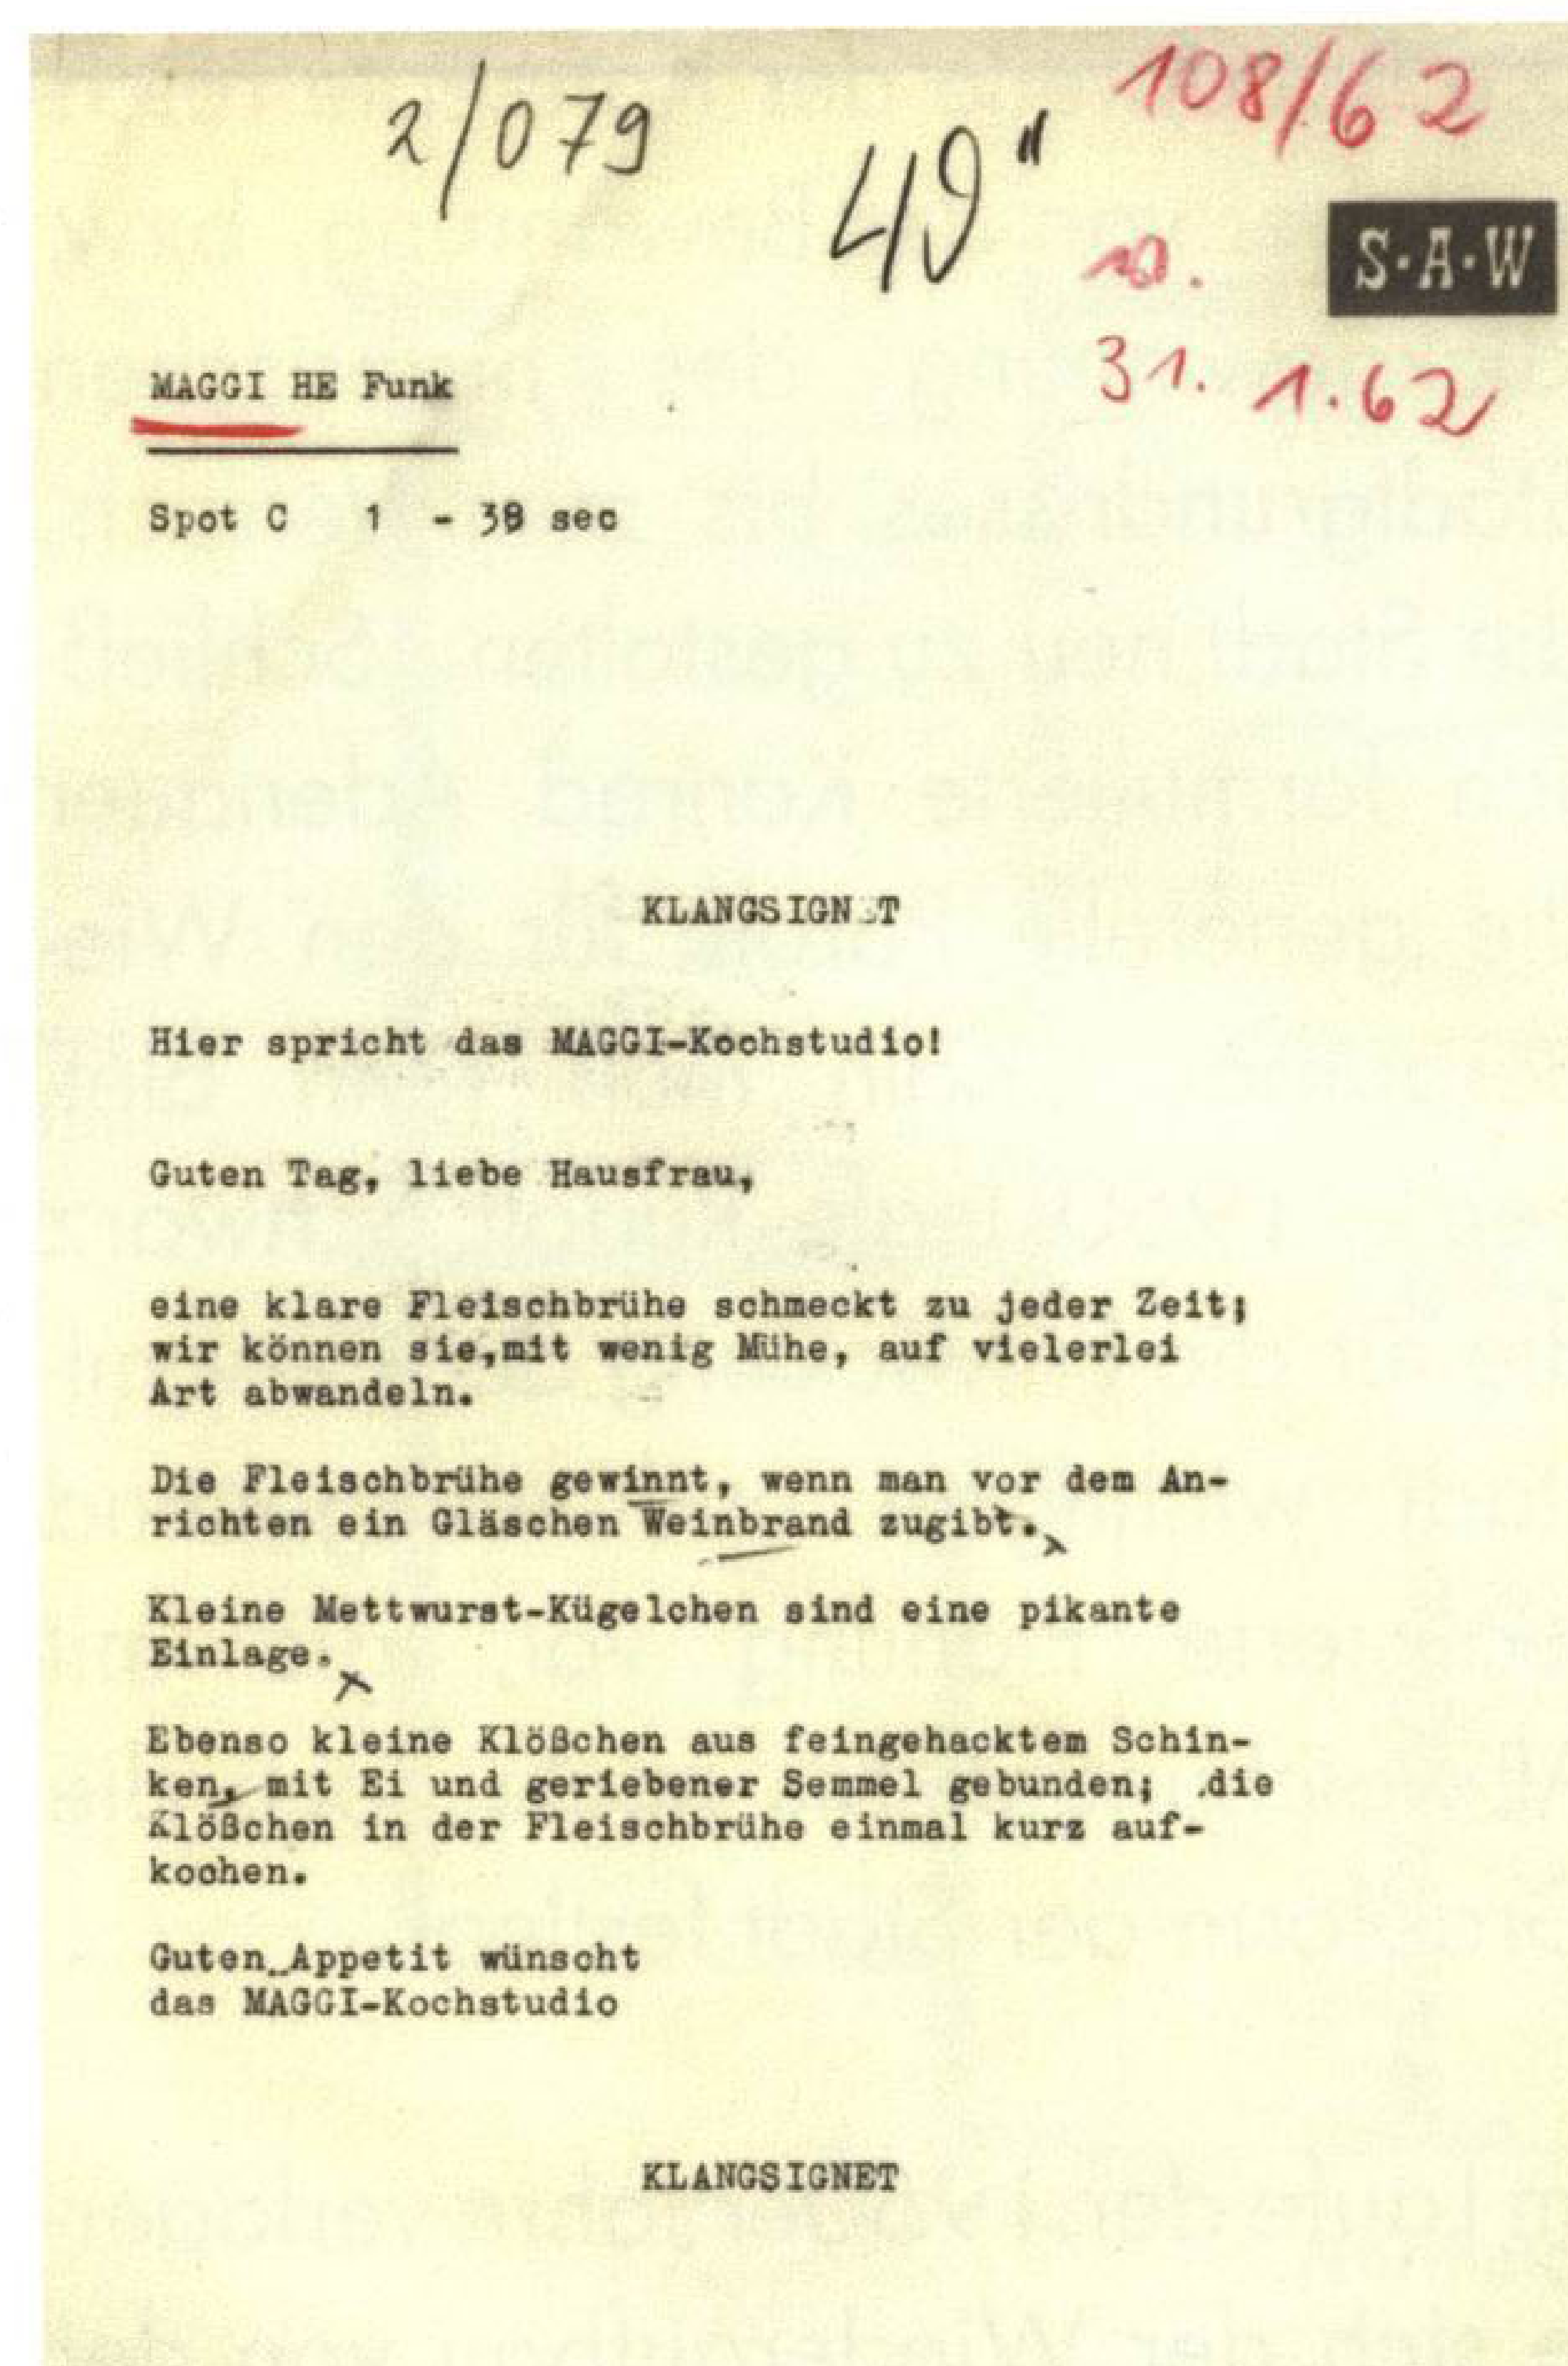 108/62
2/079
49"
S·A·W
31. 1.62
MAGGI HE Funk
Spot C 1 - 38 sec
KLANGSIGNET
Hier spricht das MAGGI-Kochstudio!
Guten Tag, liebe Hausfrau,
eine klare Fleischbrühe schmeckt zu jeder Zeit;
wir können sie,mit wenig Mühe, auf vielerlei
Art abwandeln.
Die Fleischbrühe gewinnt, wenn man vor dem An-
richten ein Gläschen Weinbrand zugibt.
Kleine Mettwurst-Kügelchen sind eine pikante
Einlage.
Ebenso kleine Klößchen aus feingehacktem Schin-
ken, mit Ei und geriebener Semmel gebunden; die
Klößchen in der Fleischbrühe einmal kurz auf-
kochen.
Guten Appetit wünscht
das MAGGI-Kochstudio
KLANGSIGNET